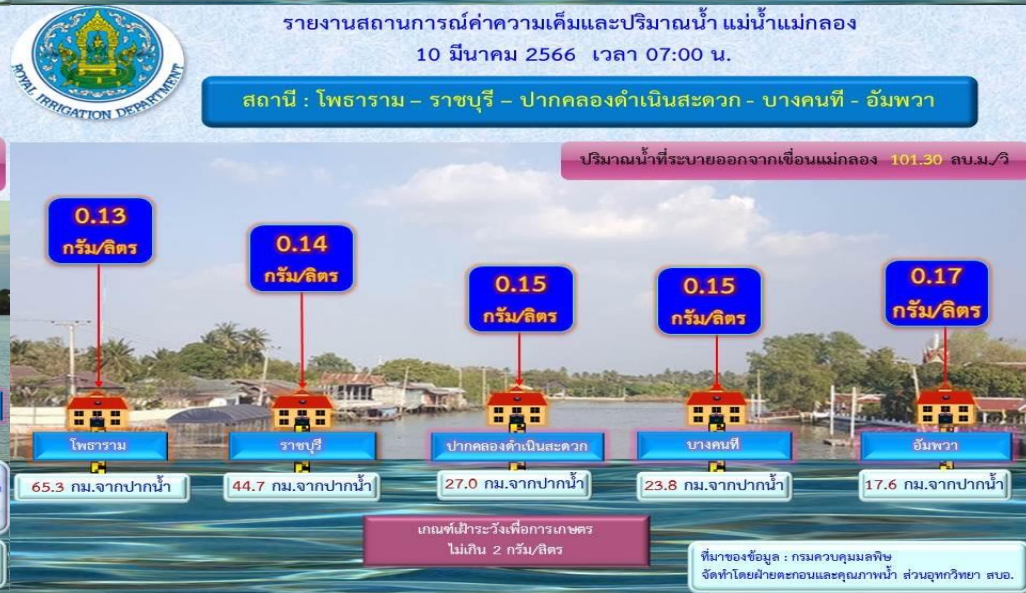 รายงานสถานการณ์ค่าความเค็มและปริมาณน้ำ แม่น้ำแม่กลอง
10 มีนาคม 2566 เวลา 07:00 น.
ROYAL IRRIGATION DEPARTMENT
สถานี : โพธาราม – ราชบุรี – ปากคลองดำเนินสะดวก - บางคนที - อัมพวา
ปริมาณน้ำที่ระบายออกจากเขื่อนแม่กลอง 101.30 ลบ.ม./วิ
0.13
กรัม/ลิตร
0.14
กรัม/ลิตร
0.15
กรัม/ลิตร
0.15
กรัม/ลิตร
0.17
กรัม/ลิตร
โพธาราม
ราชบุรี
ปากคลองดำเนินสะดวก
บางคนที
อัมพวา
65.3 กม.จากปากน้ำ
44.7 กม.จากปากน้ำ
27.0 กม.จากปากน้ำ
23.8 กม.จากปากน้ำ
17.6 กม.จากปากน้ำ
เกณฑ์เฝ้าระวังเพื่อการเกษตร
ไม่เกิน 2 กรัม/ลิตร
ที่มาของข้อมูล : กรมควบคุมมลพิษ
จัดทำโดยฝ่ายตะกอนและคุณภาพน้ำ ส่วนอุทกวิทยา สบอ.